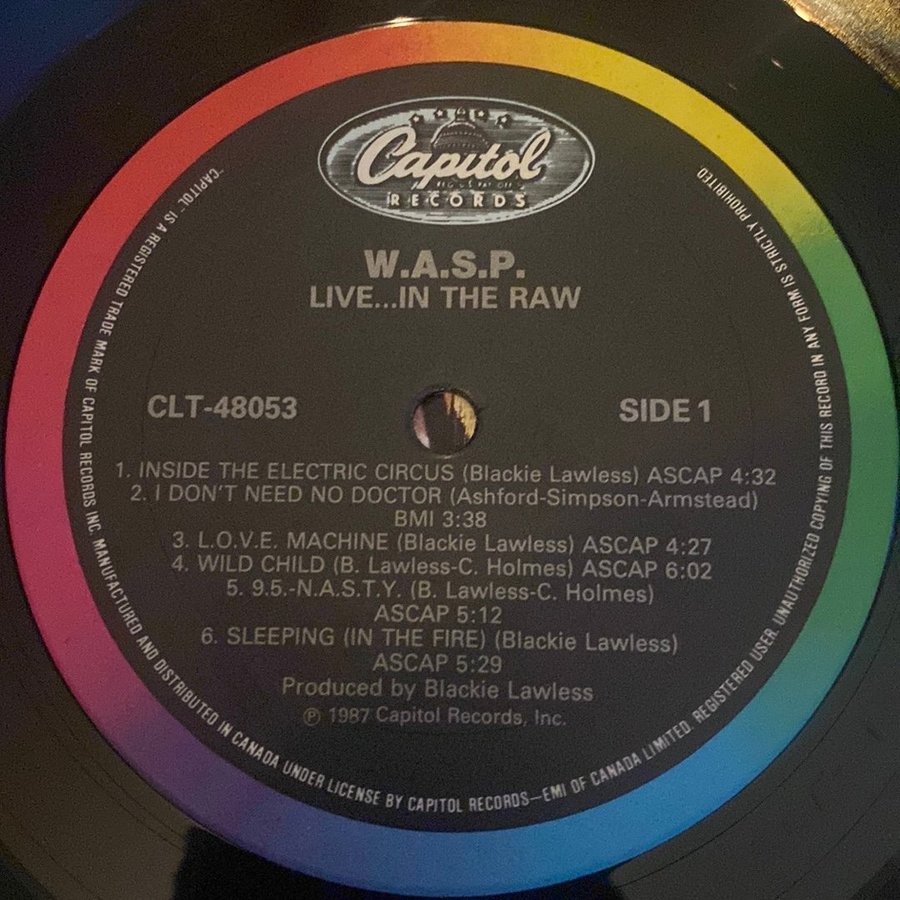 Capitol
REG. U.S. PAT. OFF.
RECORDS
W.A.S.P.
LIVE...IN THE RAW
CLT-48053
SIDE 1
1. INSIDE THE ELECTRIC CIRCUS (Blackie Lawless) ASCAP 4:32
2. I DON'T NEED NO DOCTOR (Ashford-Simpson-Armstead)
BMI 3:38
3. L.O.V.E. MACHINE (Blackie Lawless) ASCAP 4:27
4. WILD CHILD (B. Lawless-C. Holmes) ASCAP 6:02
5. 9.5.-N.A.S.T.Y. (B. Lawless-C. Holmes)
ASCAP 5:12
6. SLEEPING (IN THE FIRE) (Blackie Lawless)
ASCAP 5:29
Produced by Blackie Lawless
℗ 1987 Capitol Records, Inc.
"CAPITOL" IS A REGISTERED TRADE MARK OF CAPITOL RECORDS INC. MANUFACTURED AND DISTRIBUTED IN CANADA UNDER LICENSE BY CAPITOL RECORDS—EMI OF CANADA LIMITED. REGISTERED USER. UNAUTHORIZED COPYING OF THIS RECORD IN ANY FORM IS STRICTLY PROHIBITED.